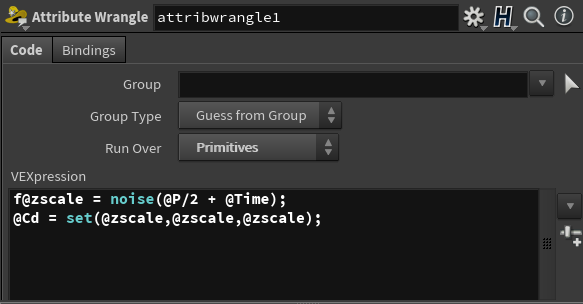 Attribute Wrangle attribwrangle1
Code Bindings
Group
Group Type Guess from Group
Run Over Primitives
VEXpression
f@zscale = noise(@P/2 + @Time);
@Cd = set(@zscale,@zscale,@zscale);